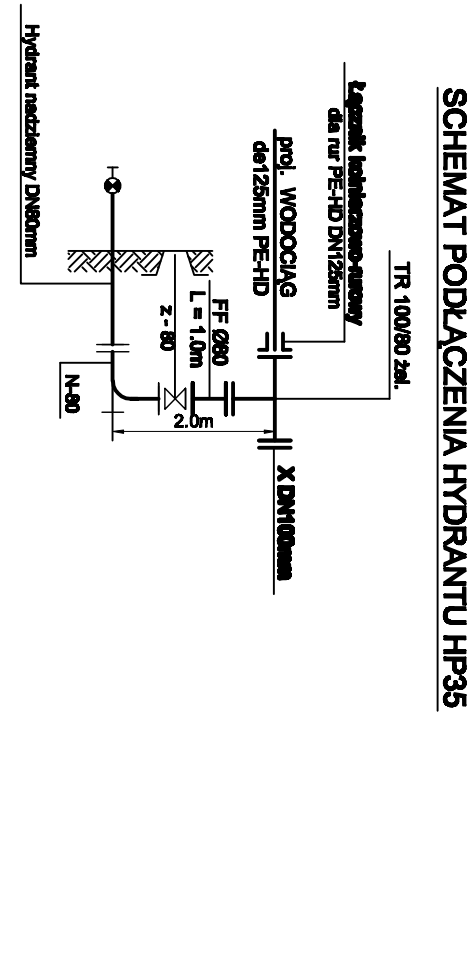 SCHEMAT PODŁĄCZENIA HYDRANTU HP35
TR 100/80 żel.
Łącznik kołnierzowo-rurowy
dla rur PE-HD DN125mm
proj. WODOCIĄG
de125mm PE-HD
X DN100mm
FF Ø80
L = 1.0m
z - 80
2.0m
N-80
Hydrant nadziemny DN80mm